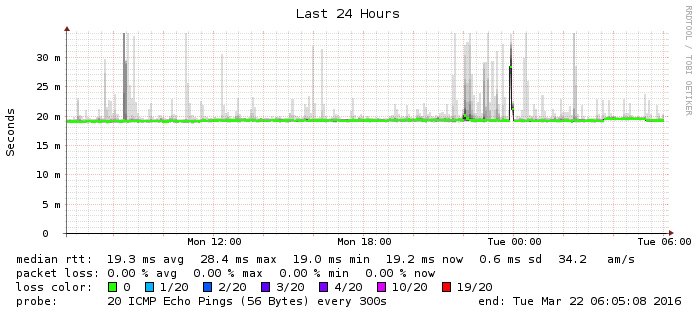 Last 24 Hours
RRDTOOL / TOBI OETIKER
Seconds
30 m
25 m
20 m
15 m
10 m
5 m
0
Mon 12:00 Mon 18:00 Tue 00:00 Tue 06:00
median rtt: 19.3 ms avg 28.4 ms max 19.0 ms min 19.2 ms now 0.6 ms sd 34.2 am/s
packet loss: 0.00 % avg 0.00 % max 0.00 % min 0.00 % now
loss color: 0 1/20 2/20 3/20 4/20 10/20 19/20
probe: 20 ICMP Echo Pings (56 Bytes) every 300s end: Tue Mar 22 06:05:08 2016